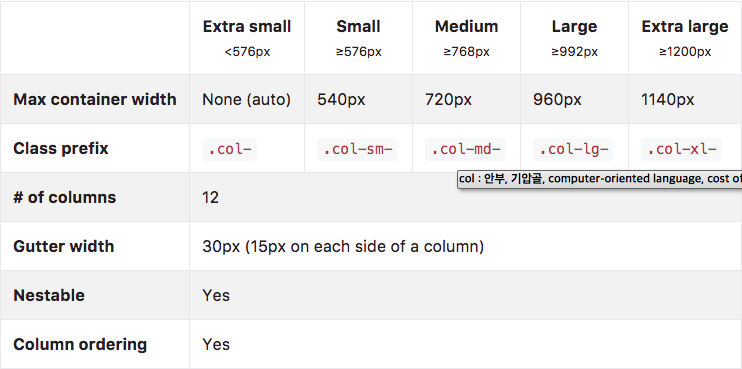 Extra small Small Medium Large Extra large
<576px ≥576px ≥768px ≥992px ≥1200px
Max container width None (auto) 540px 720px 960px 1140px
Class prefix .col- .col-sm- .col-md- .col-lg- .col-xl-
col : 안부, 기압골, computer-oriented language, cost of
# of columns 12
Gutter width 30px (15px on each side of a column)
Nestable Yes
Column ordering Yes